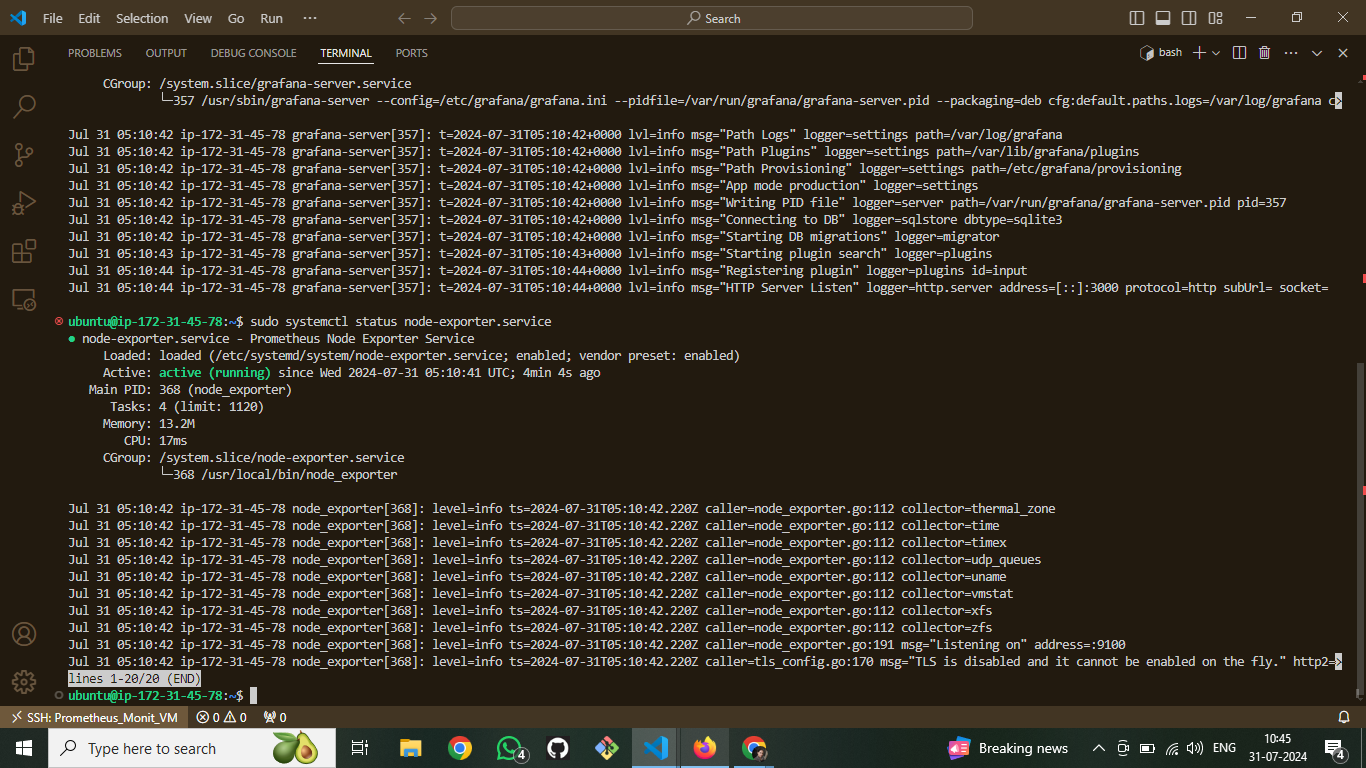 File Edit Selection View Go Run ··· Search
PROBLEMS OUTPUT DEBUG CONSOLE TERMINAL PORTS bash
CGroup: /system.slice/grafana-server.service
└─357 /usr/sbin/grafana-server --config=/etc/grafana/grafana.ini --pidfile=/var/run/grafana/grafana-server.pid --packaging=deb cfg:default.paths.logs=/var/log/grafana c>
Jul 31 05:10:42 ip-172-31-45-78 grafana-server[357]: t=2024-07-31T05:10:42+0000 lvl=info msg="Path Logs" logger=settings path=/var/log/grafana
Jul 31 05:10:42 ip-172-31-45-78 grafana-server[357]: t=2024-07-31T05:10:42+0000 lvl=info msg="Path Plugins" logger=settings path=/var/lib/grafana/plugins
Jul 31 05:10:42 ip-172-31-45-78 grafana-server[357]: t=2024-07-31T05:10:42+0000 lvl=info msg="Path Provisioning" logger=settings path=/etc/grafana/provisioning
Jul 31 05:10:42 ip-172-31-45-78 grafana-server[357]: t=2024-07-31T05:10:42+0000 lvl=info msg="App mode production" logger=settings
Jul 31 05:10:42 ip-172-31-45-78 grafana-server[357]: t=2024-07-31T05:10:42+0000 lvl=info msg="Writing PID file" logger=server path=/var/run/grafana/grafana-server.pid pid=357
Jul 31 05:10:42 ip-172-31-45-78 grafana-server[357]: t=2024-07-31T05:10:42+0000 lvl=info msg="Connecting to DB" logger=sqlstore dbtype=sqlite3
Jul 31 05:10:42 ip-172-31-45-78 grafana-server[357]: t=2024-07-31T05:10:42+0000 lvl=info msg="Starting DB migrations" logger=migrator
Jul 31 05:10:43 ip-172-31-45-78 grafana-server[357]: t=2024-07-31T05:10:43+0000 lvl=info msg="Starting plugin search" logger=plugins
Jul 31 05:10:44 ip-172-31-45-78 grafana-server[357]: t=2024-07-31T05:10:44+0000 lvl=info msg="Registering plugin" logger=plugins id=input
Jul 31 05:10:44 ip-172-31-45-78 grafana-server[357]: t=2024-07-31T05:10:44+0000 lvl=info msg="HTTP Server Listen" logger=http.server address=[::]:3000 protocol=http subUrl= socket=
ubuntu@ip-172-31-45-78:~$ sudo systemctl status node-exporter.service
● node-exporter.service - Prometheus Node Exporter Service
Loaded: loaded (/etc/systemd/system/node-exporter.service; enabled; vendor preset: enabled)
Active: active (running) since Wed 2024-07-31 05:10:41 UTC; 4min 4s ago
Main PID: 368 (node_exporter)
Tasks: 4 (limit: 1120)
Memory: 13.2M
CPU: 17ms
CGroup: /system.slice/node-exporter.service
└─368 /usr/local/bin/node_exporter
Jul 31 05:10:42 ip-172-31-45-78 node_exporter[368]: level=info ts=2024-07-31T05:10:42.220Z caller=node_exporter.go:112 collector=thermal_zone
Jul 31 05:10:42 ip-172-31-45-78 node_exporter[368]: level=info ts=2024-07-31T05:10:42.220Z caller=node_exporter.go:112 collector=time
Jul 31 05:10:42 ip-172-31-45-78 node_exporter[368]: level=info ts=2024-07-31T05:10:42.220Z caller=node_exporter.go:112 collector=timex
Jul 31 05:10:42 ip-172-31-45-78 node_exporter[368]: level=info ts=2024-07-31T05:10:42.220Z caller=node_exporter.go:112 collector=udp_queues
Jul 31 05:10:42 ip-172-31-45-78 node_exporter[368]: level=info ts=2024-07-31T05:10:42.220Z caller=node_exporter.go:112 collector=uname
Jul 31 05:10:42 ip-172-31-45-78 node_exporter[368]: level=info ts=2024-07-31T05:10:42.220Z caller=node_exporter.go:112 collector=vmstat
Jul 31 05:10:42 ip-172-31-45-78 node_exporter[368]: level=info ts=2024-07-31T05:10:42.220Z caller=node_exporter.go:112 collector=xfs
Jul 31 05:10:42 ip-172-31-45-78 node_exporter[368]: level=info ts=2024-07-31T05:10:42.220Z caller=node_exporter.go:112 collector=zfs
Jul 31 05:10:42 ip-172-31-45-78 node_exporter[368]: level=info ts=2024-07-31T05:10:42.220Z caller=node_exporter.go:191 msg="Listening on" address=:9100
Jul 31 05:10:42 ip-172-31-45-78 node_exporter[368]: level=info ts=2024-07-31T05:10:42.220Z caller=tls_config.go:170 msg="TLS is disabled and it cannot be enabled on the fly." http2=>
lines 1-20/20 (END)
ubuntu@ip-172-31-45-78:~$
SSH: Prometheus_Monit_VM 0 0 0
Type here to search 4 Breaking news ENG 10:45 4
31-07-2024